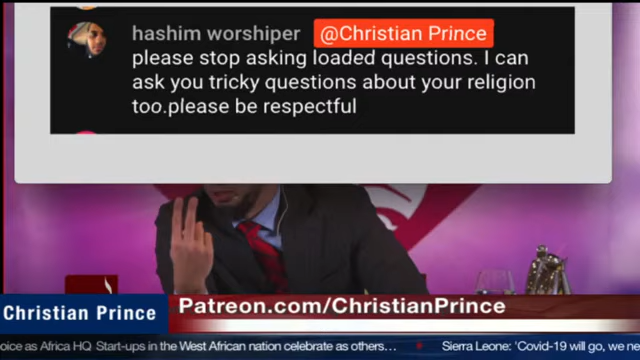 hashim worshiper @Christian Prince
please stop asking loaded questions. I can
ask you tricky questions about your religion
too.please be respectful
Patreon.com/ChristianPrince
Christian Prince
oice as Africa HQ Start-ups in the West African nation celebrate as others... Sierra Leone: 'Covid-19 will go, we ne